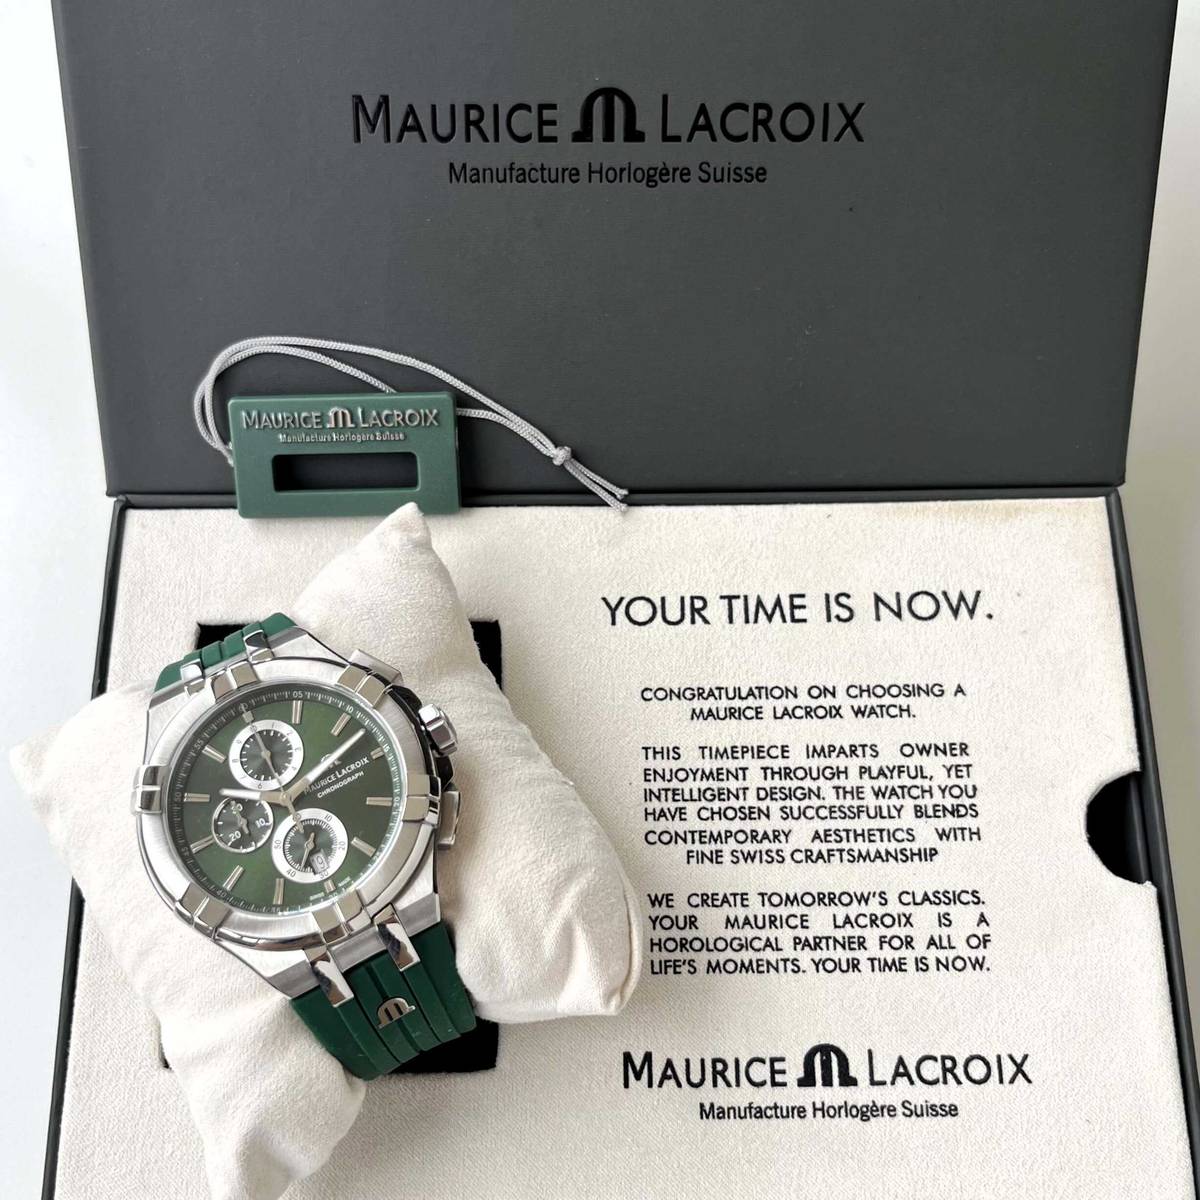 MAURICE LACROIX
Manufacture Horlogère Suisse
MAURICE LACROIX
Manufacture Horlogère Suisse
MAURICE LACROIX
CHRONOGRAPH
YOUR TIME IS NOW.
CONGRATULATION ON CHOOSING A
MAURICE LACROIX WATCH.
THIS TIMEPIECE IMPARTS OWNER
ENJOYMENT THROUGH PLAYFUL, YET
INTELLIGENT DESIGN. THE WATCH YOU
HAVE CHOSEN SUCCESSFULLY BLENDS
CONTEMPORARY AESTHETICS WITH
FINE SWISS CRAFTSMANSHIP
WE CREATE TOMORROW'S CLASSICS.
YOUR MAURICE LACROIX IS A
HOROLOGICAL PARTNER FOR ALL OF
LIFE'S MOMENTS. YOUR TIME IS NOW.
MAURICE LACROIX
Manufacture Horlogère Suisse